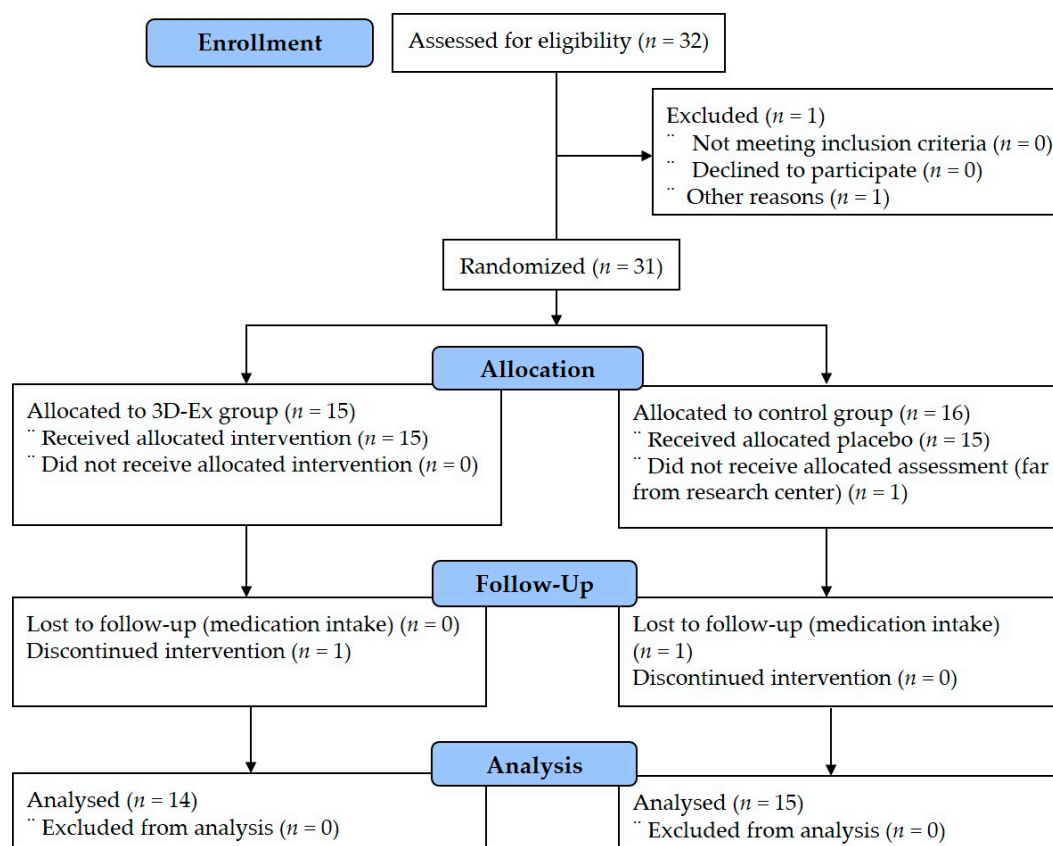 Enrollment
Assessed for eligibility (n = 32)
Excluded (n = 1)
¨ Not meeting inclusion criteria (n = 0)
¨ Declined to participate (n = 0)
¨ Other reasons (n = 1)
Randomized (n = 31)
Allocation
Allocated to 3D-Ex group (n = 15)
¨ Received allocated intervention (n = 15)
¨ Did not receive allocated intervention (n = 0)
Allocated to control group (n = 16)
¨ Received allocated placebo (n = 15)
¨ Did not receive allocated assessment (far
from research center) (n = 1)
Follow-Up
Lost to follow-up (medication intake) (n = 0)
Discontinued intervention (n = 1)
Lost to follow-up (medication intake)
(n = 1)
Discontinued intervention (n = 0)
Analysis
Analysed (n = 14)
¨ Excluded from analysis (n = 0)
Analysed (n = 15)
¨ Excluded from analysis (n = 0)